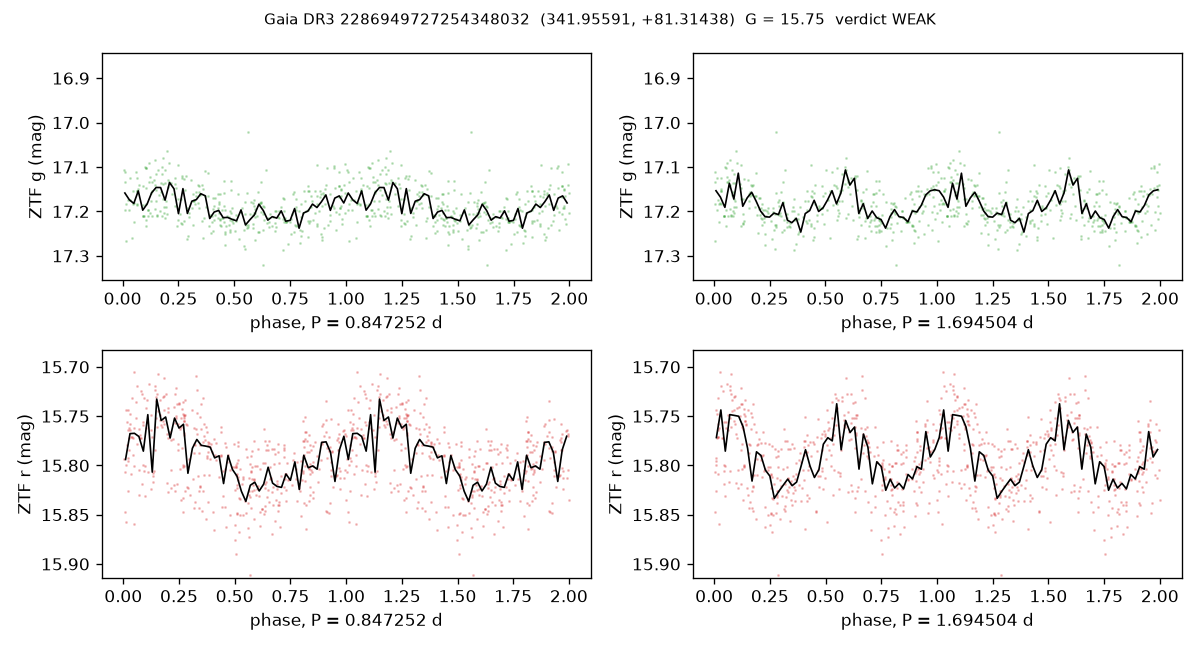 Gaia DR3 2286949727254348032 (341.95591, +81.31438) G = 15.75 verdict WEAK
ZTF g (mag)
16.9
17.0
17.1
17.2
17.3
0.00 0.25 0.50 0.75 1.00 1.25 1.50 1.75 2.00
phase, P = 0.847252 d
ZTF g (mag)
16.9
17.0
17.1
17.2
17.3
0.00 0.25 0.50 0.75 1.00 1.25 1.50 1.75 2.00
phase, P = 1.694504 d
ZTF r (mag)
15.70
15.75
15.80
15.85
15.90
0.00 0.25 0.50 0.75 1.00 1.25 1.50 1.75 2.00
phase, P = 0.847252 d
ZTF r (mag)
15.70
15.75
15.80
15.85
15.90
0.00 0.25 0.50 0.75 1.00 1.25 1.50 1.75 2.00
phase, P = 1.694504 d